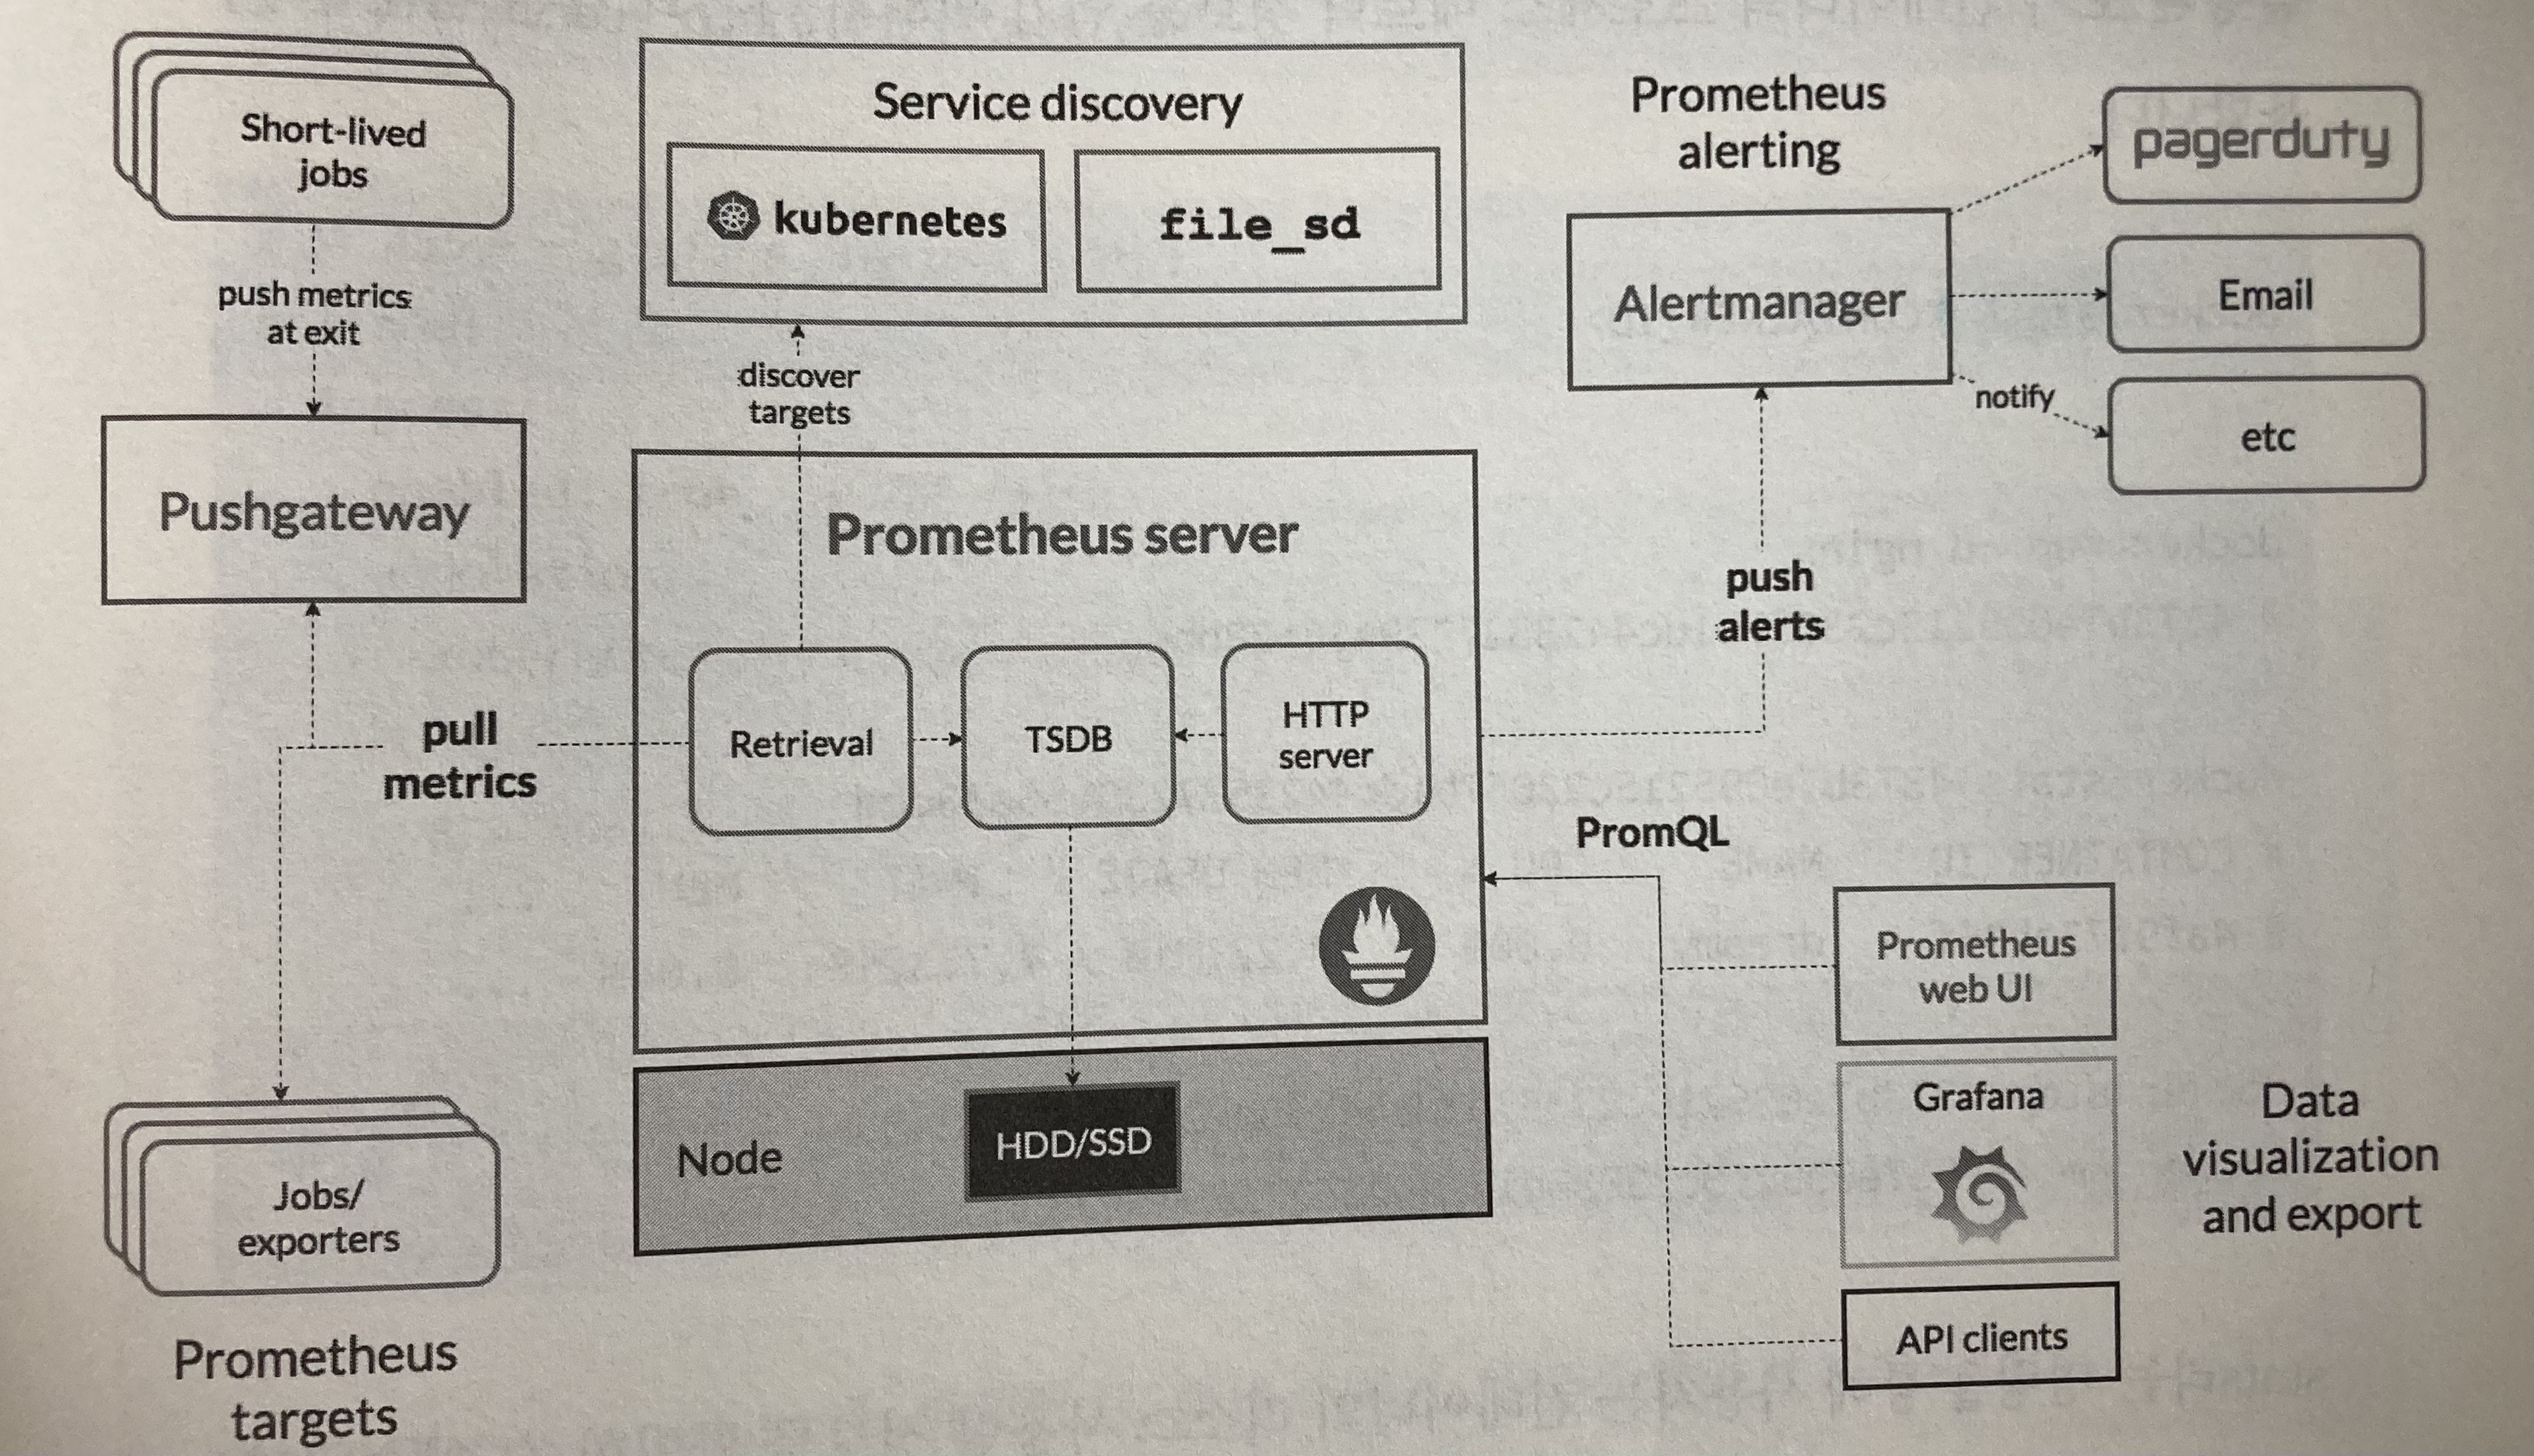 Short-lived
jobs
push metrics
at exit
Pushgateway
pull
metrics
Jobs/
exporters
Prometheus
targets
Service discovery
kubernetes
file_sd
discover
targets
Prometheus server
Retrieval
TSDB
HTTP
server
Node
HDD/SSD
Prometheus
alerting
Alertmanager
pagerduty
Email
notify
etc
push
alerts
PromQL
Prometheus
web UI
Grafana
API clients
Data
visualization
and export